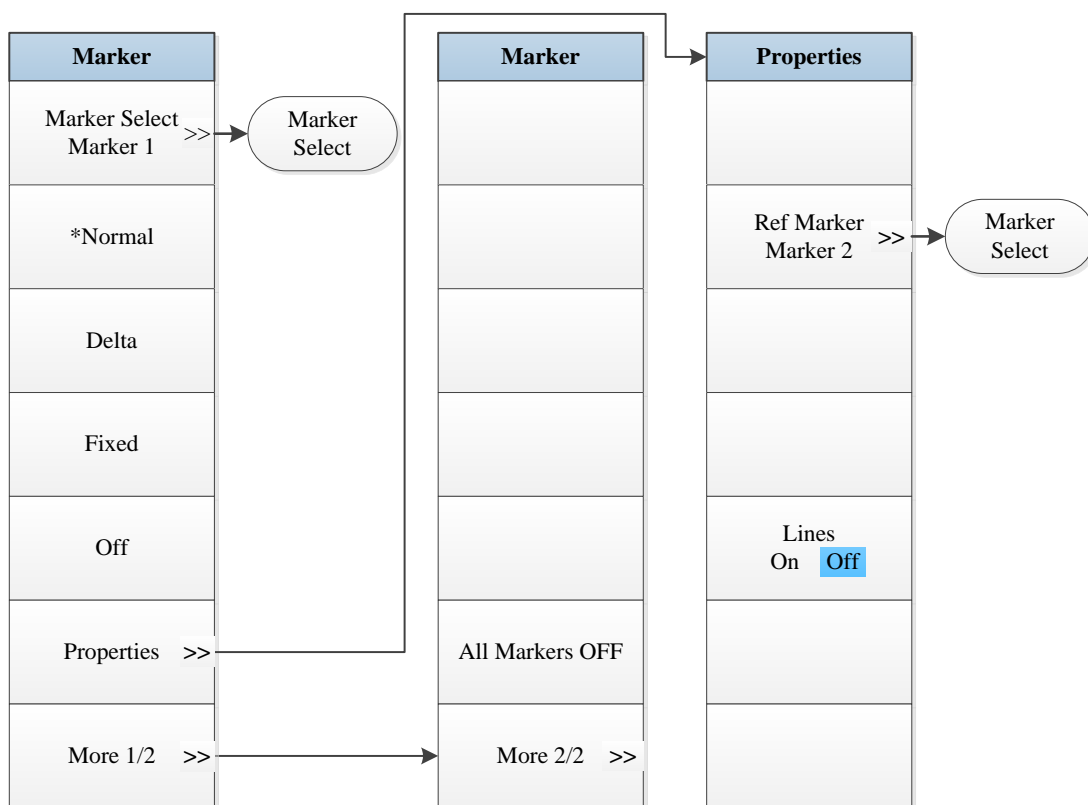 Marker
Marker Select
Marker 1 >>
Marker
Select
*Normal
Delta
Fixed
Off
Properties >>
More 1/2 >>
Marker
All Markers OFF
More 2/2 >>
Properties
Ref Marker
Marker 2 >>
Marker
Select
Lines
On Off